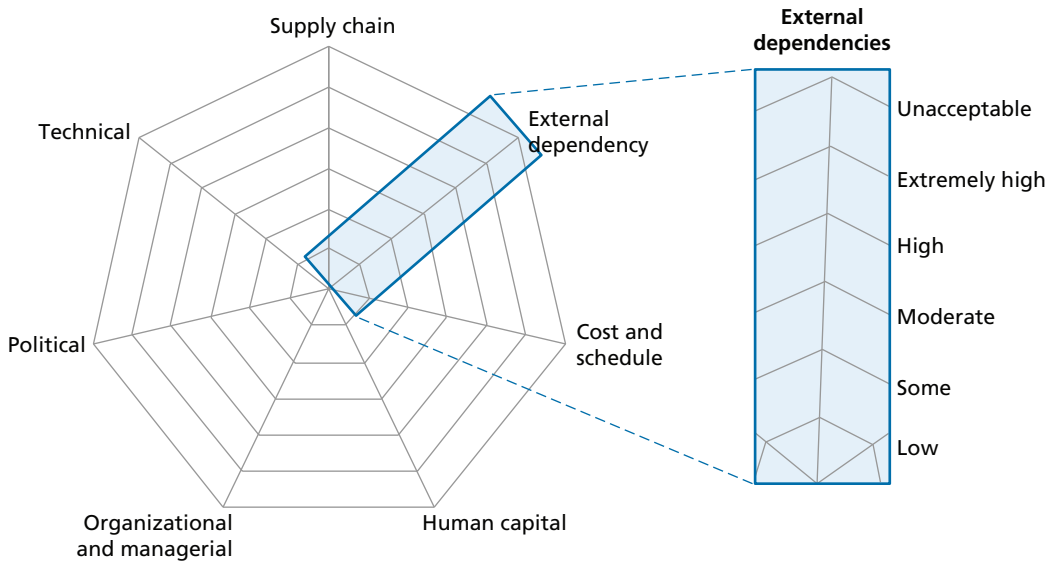 Supply chain
External
dependency
Cost and
schedule
Human capital
Organizational
and managerial
Political
Technical
External
dependencies
Unacceptable
Extremely high
High
Moderate
Some
Low